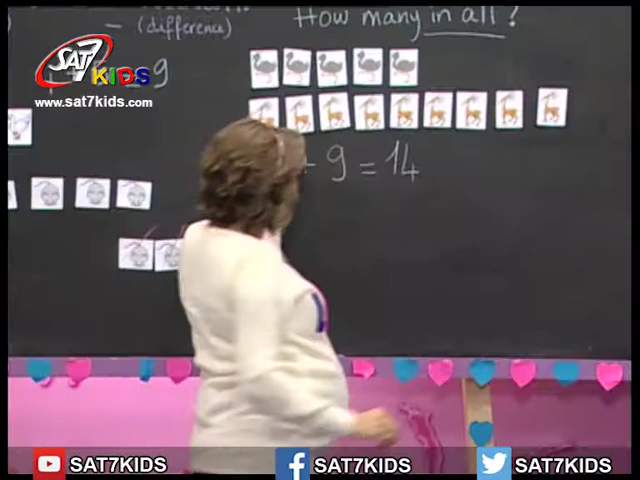 How many in all ?
– (difference)
SAT7
KIDS
9
www.sat7kids.com
9 = 14
SAT7KIDS
SAT7KIDS
SAT7KIDS